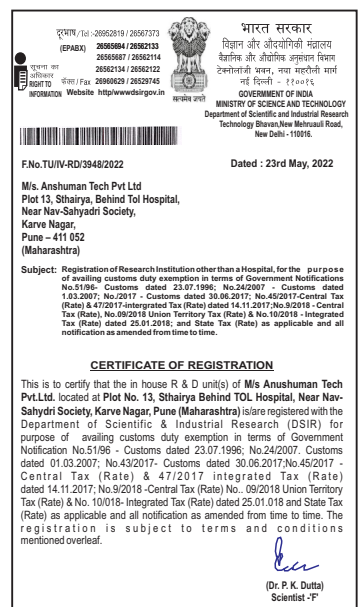 दूरभाष/Tel :-26952819 / 26567373
(EPABX) 26565694 / 26562133
26565687 / 26562114
26562134 / 26562122
फैक्स / Fax 26960629 / 26529745
Website http/wwwdsirgov.in
सूचना का
अधिकार
RIGHT TO
INFORMATION
सत्यमेव जयते
भारत सरकार
विज्ञान और औदयोगिकी मंत्रालय
वैज्ञानिक और औद्योगिक अनुसंधान विभाग
टेक्नोलॉजी भवन, नया महरौली मार्ग
नई दिल्ली - ११००१६
GOVERNMENT OF INDIA
MINISTRY OF SCIENCE AND TECHNOLOGY
Department of Scientific and Industrial Research
Technology Bhavan,New Mehruauli Road,
New Delhi - 110016.
F.No.TU/IV-RD/3948/2022
Dated : 23rd May, 2022
M/s. Anshuman Tech Pvt Ltd
Plot 13, Sthairya, Behind Tol Hospital,
Near Nav-Sahyadri Society,
Karve Nagar,
Pune – 411 052
(Maharashtra)
Subject: Registration of Research Institution other than a Hospital, for the purpose
of availing customs duty exemption in terms of Government Notifications
No.51/96- Customs dated 23.07.1996; No.24/2007 - Customs dated
1.03.2007; No./2017 - Customs dated 30.06.2017; No.45/2017-Central Tax
(Rate) & 47/2017-intergrated Tax (Rate) dated 14.11.2017;No.9/2018 - Central
Tax (Rate), No.09/2018 Union Territory Tax (Rate) & No.10/2018 - Integrated
Tax (Rate) dated 25.01.2018; and State Tax (Rate) as applicable and all
notification as amended from time to time.
CERTIFICATE OF REGISTRATION
This is to certify that the in house R & D unit(s) of M/s Anushuman Tech
Pvt.Ltd. located at Plot No. 13, Sthairya Behind TOL Hospital, Near Nav-
Sahydri Society, Karve Nagar, Pune (Maharashtra) is/are registered with the
Department of Scientific & Industrial Research (DSIR) for
purpose of availing customs duty exemption in terms of Government
Notification No.51/96 - Customs dated 23.07.1996; No.24/2007. Customs
dated 01.03.2007; No.43/2017- Customs dated 30.06.2017;No.45/2017 -
Central Tax (Rate) & 47/2017 integrated Tax (Rate)
dated 14.11.2017; No.9/2018 -Central Tax (Rate) No.. 09/2018 Union Territory
Tax (Rate) & No. 10/018- Integrated Tax (Rate) dated 25.01.018 and State Tax
(Rate) as applicable and all notification as amended from time to time. The
registration is subject to terms and conditions
mentioned overleaf.
(Dr. P. K. Dutta)
Scientist -'F'